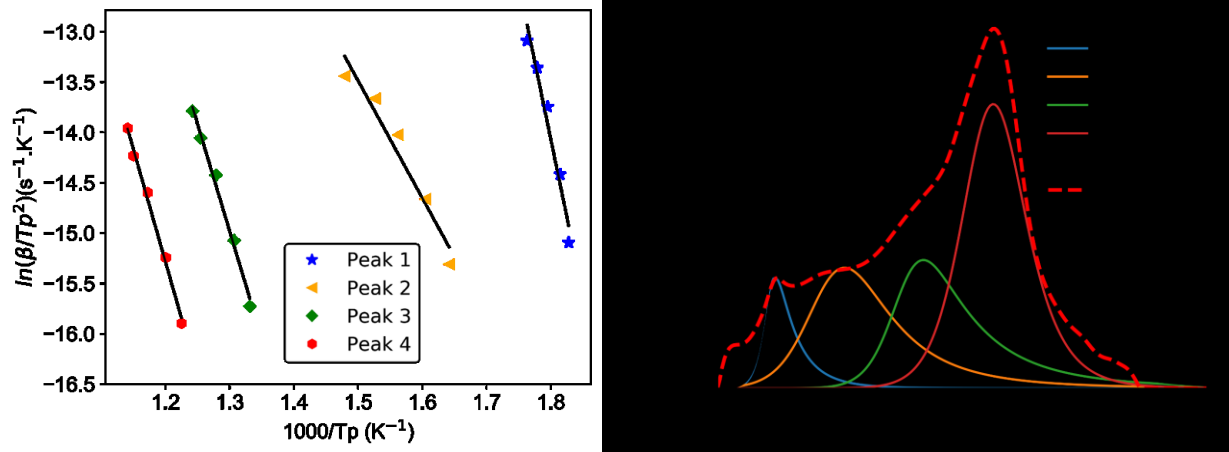 ln(β/Tp²)(s⁻¹.K⁻¹)
−13.0
−13.5
−14.0
−14.5
−15.0
−15.5
−16.0
−16.5
Peak 1
Peak 2
Peak 3
Peak 4
1.2 1.3 1.4 1.5 1.6 1.7 1.8
1000/Tp (K⁻¹)